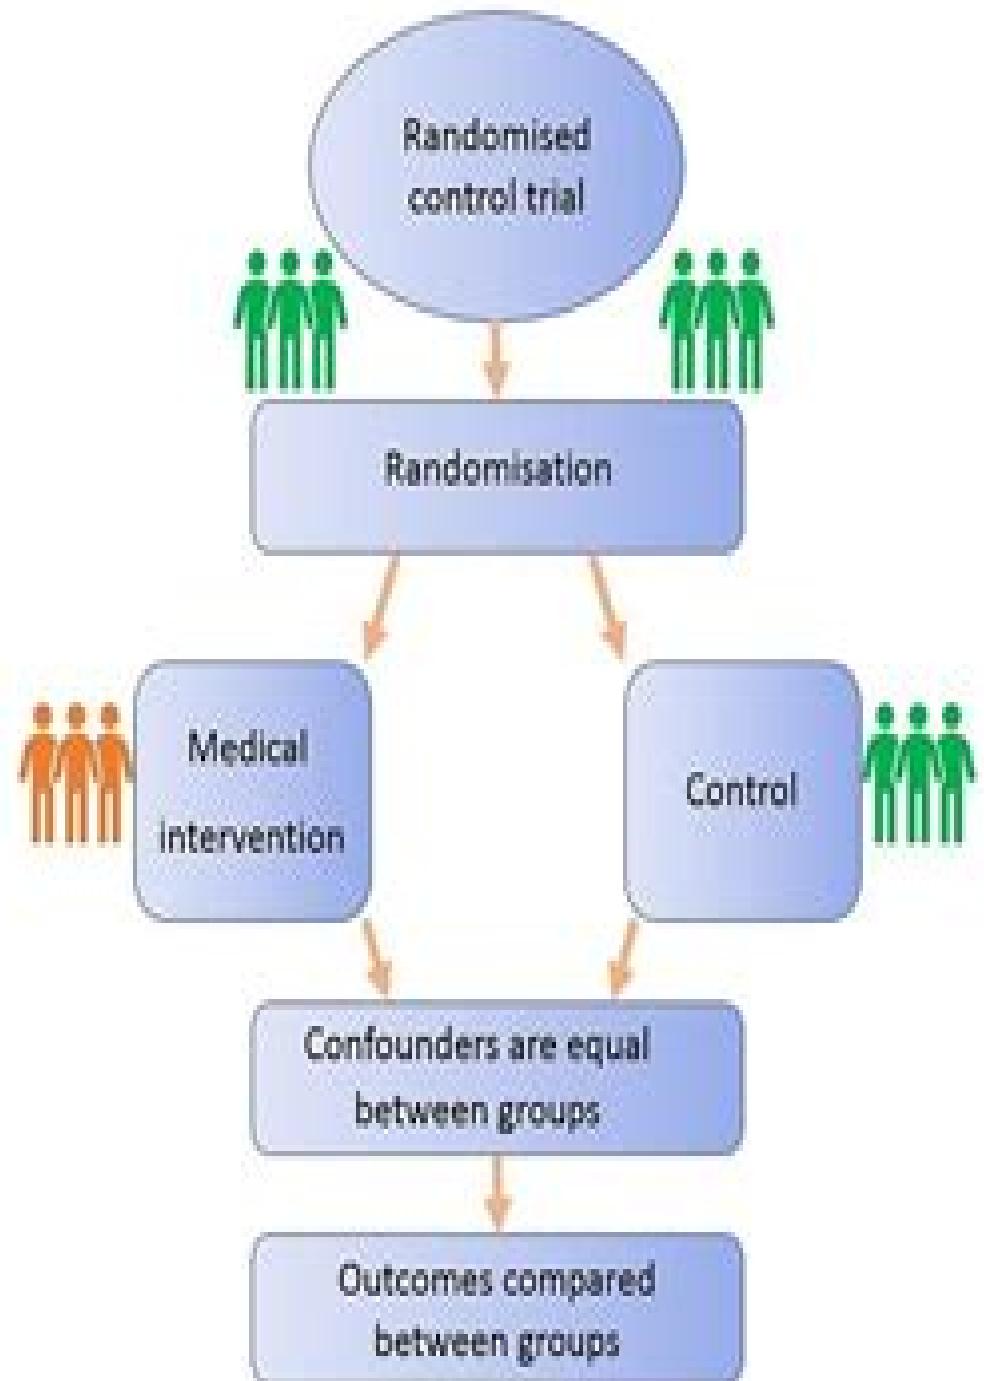 Randomised
control trial
Randomisation
Medical
intervention
Control
Confounders are equal
between groups
Outcomes compared
between groups